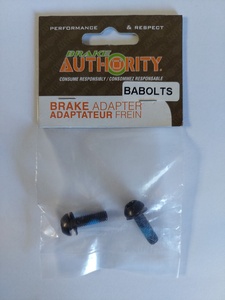 PERFORMANCE & RESPECT
BRAKE
AUTHORITY
CONSUME RESPONSIBLY / CONSOMMEZ RESPONSABLE
BABOLTS
BRAKE ADAPTER
ADAPTATEUR FREIN